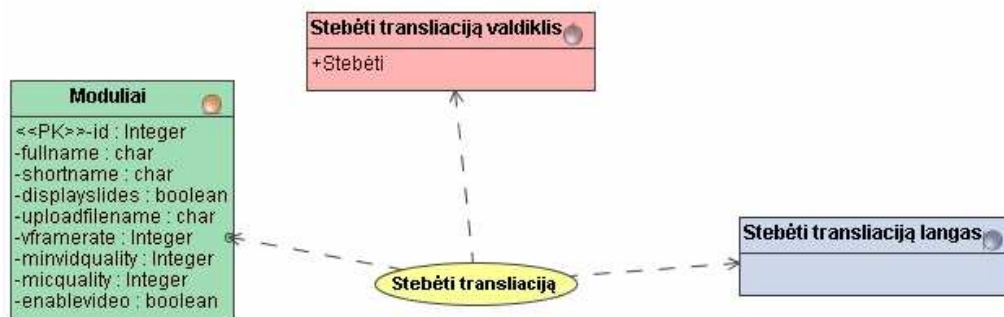 Stebėti transliaciją valdiklis
+Stebėti
Moduliai
<<PK>>-id : Integer
-fullname : char
-shortname : char
-displayslides : boolean
-uploadfilename : char
-vframerate : Integer
-minvidquality : Integer
-micquality : Integer
-enablevideo : boolean
Stebėti transliaciją langas
Stebėti transliaciją